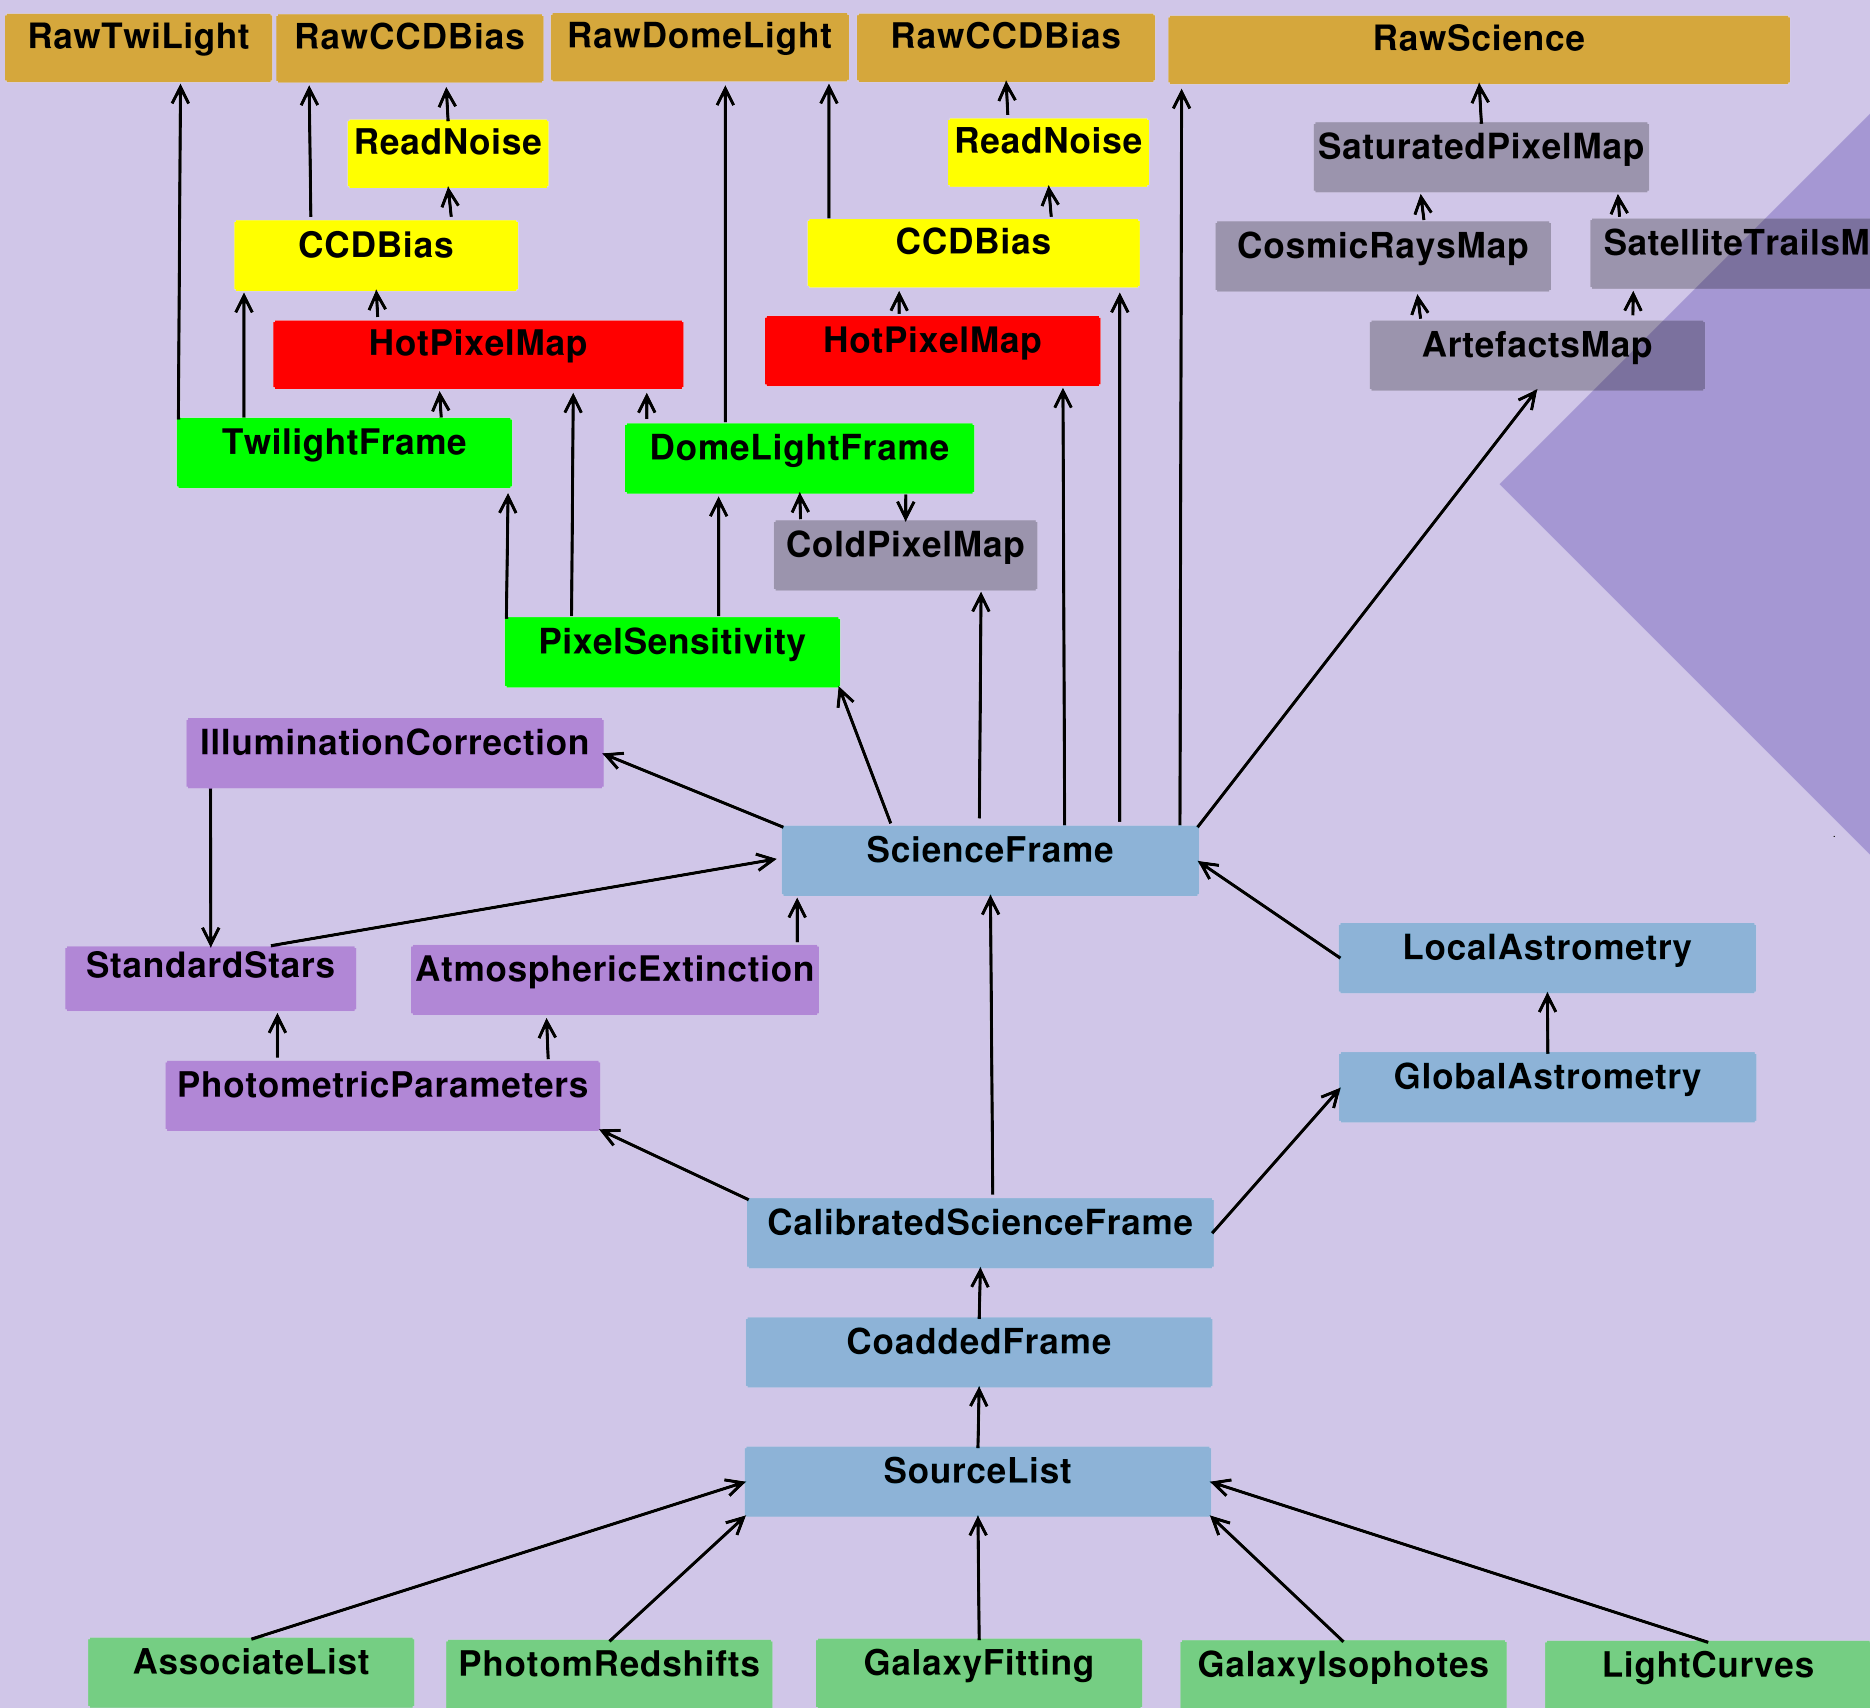 RawTwiLight
RawCCDBias
RawDomeLight
RawCCDBias
RawScience
ReadNoise
ReadNoise
SaturatedPixelMap
CCDBias
CCDBias
CosmicRaysMap
SatelliteTrailsM
HotPixelMap
HotPixelMap
ArtefactsMap
TwilightFrame
DomeLightFrame
ColdPixelMap
PixelSensitivity
IlluminationCorrection
ScienceFrame
StandardStars
AtmosphericExtinction
LocalAstrometry
PhotometricParameters
GlobalAstrometry
CalibratedScienceFrame
CoaddedFrame
SourceList
AssociateList
PhotomRedshifts
GalaxyFitting
GalaxyIsophotes
LightCurves